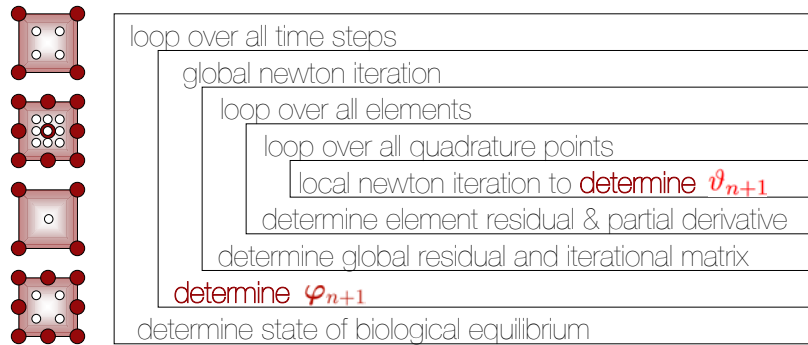 loop over all time steps
global newton iteration
loop over all elements
loop over all quadrature points
local newton iteration to determine ϑₙ₊₁
determine element residual & partial derivative
determine global residual and iterational matrix
determine φₙ₊₁
determine state of biological equilibrium